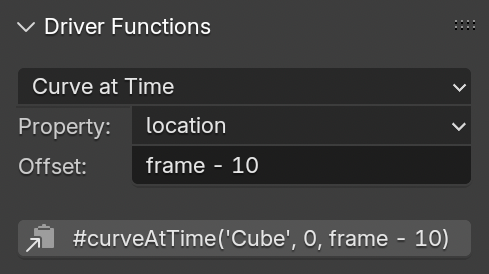 Driver Functions
Curve at Time
Property: location
Offset: frame - 10
#curveAtTime('Cube', 0, frame - 10)